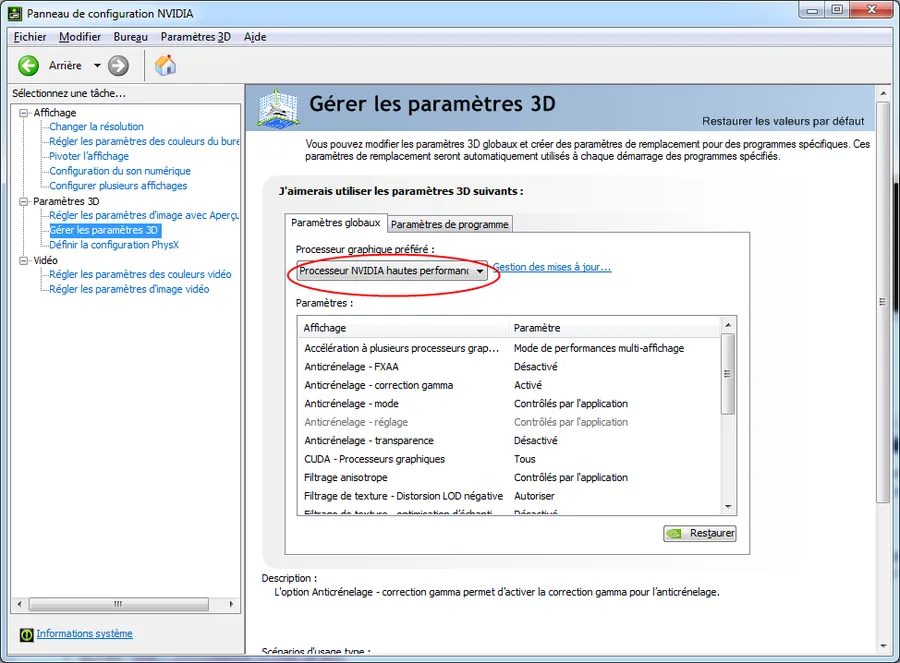 Panneau de configuration NVIDIA
Fichier Modifier Bureau Paramètres 3D Aide
Arrière
Sélectionnez une tâche...
Affichage
Changer la résolution
Régler les paramètres des couleurs du bure
Pivoter l'affichage
Configuration du son numérique
Configurer plusieurs affichages
Paramètres 3D
Régler les paramètres d'image avec Aperçu
Gérer les paramètres 3D
Définir la configuration PhysX
Vidéo
Régler les paramètres des couleurs vidéo
Régler les paramètres d'image vidéo
Informations système
Gérer les paramètres 3D
Restaurer les valeurs par défaut
Vous pouvez modifier les paramètres 3D globaux et créer des paramètres de remplacement pour des programmes spécifiques. Ces
paramètres de remplacement seront automatiquement utilisés à chaque démarrage des programmes spécifiés.
J'aimerais utiliser les paramètres 3D suivants :
Paramètres globaux Paramètres de programme
Processeur graphique préféré :
Processeur NVIDIA hautes performanc Gestion des mises à jour...
Paramètres :
Affichage Paramètre
Accélération à plusieurs processeurs grap... Mode de performances multi-affichage
Anticrénelage - FXAA Désactivé
Anticrénelage - correction gamma Activé
Anticrénelage - mode Contrôlés par l'application
Anticrénelage - réglage Contrôlés par l'application
Anticrénelage - transparence Désactivé
CUDA - Processeurs graphiques Tous
Filtrage anisotrope Contrôlés par l'application
Filtrage de texture - Distorsion LOD négative Autoriser
Filtrage de texture - optimisation d'échanti Désactivé
Restaurer
Description :
L'option Anticrénelage - correction gamma permet d'activer la correction gamma pour l'anticrénelage.
Scénarios d'usage type :